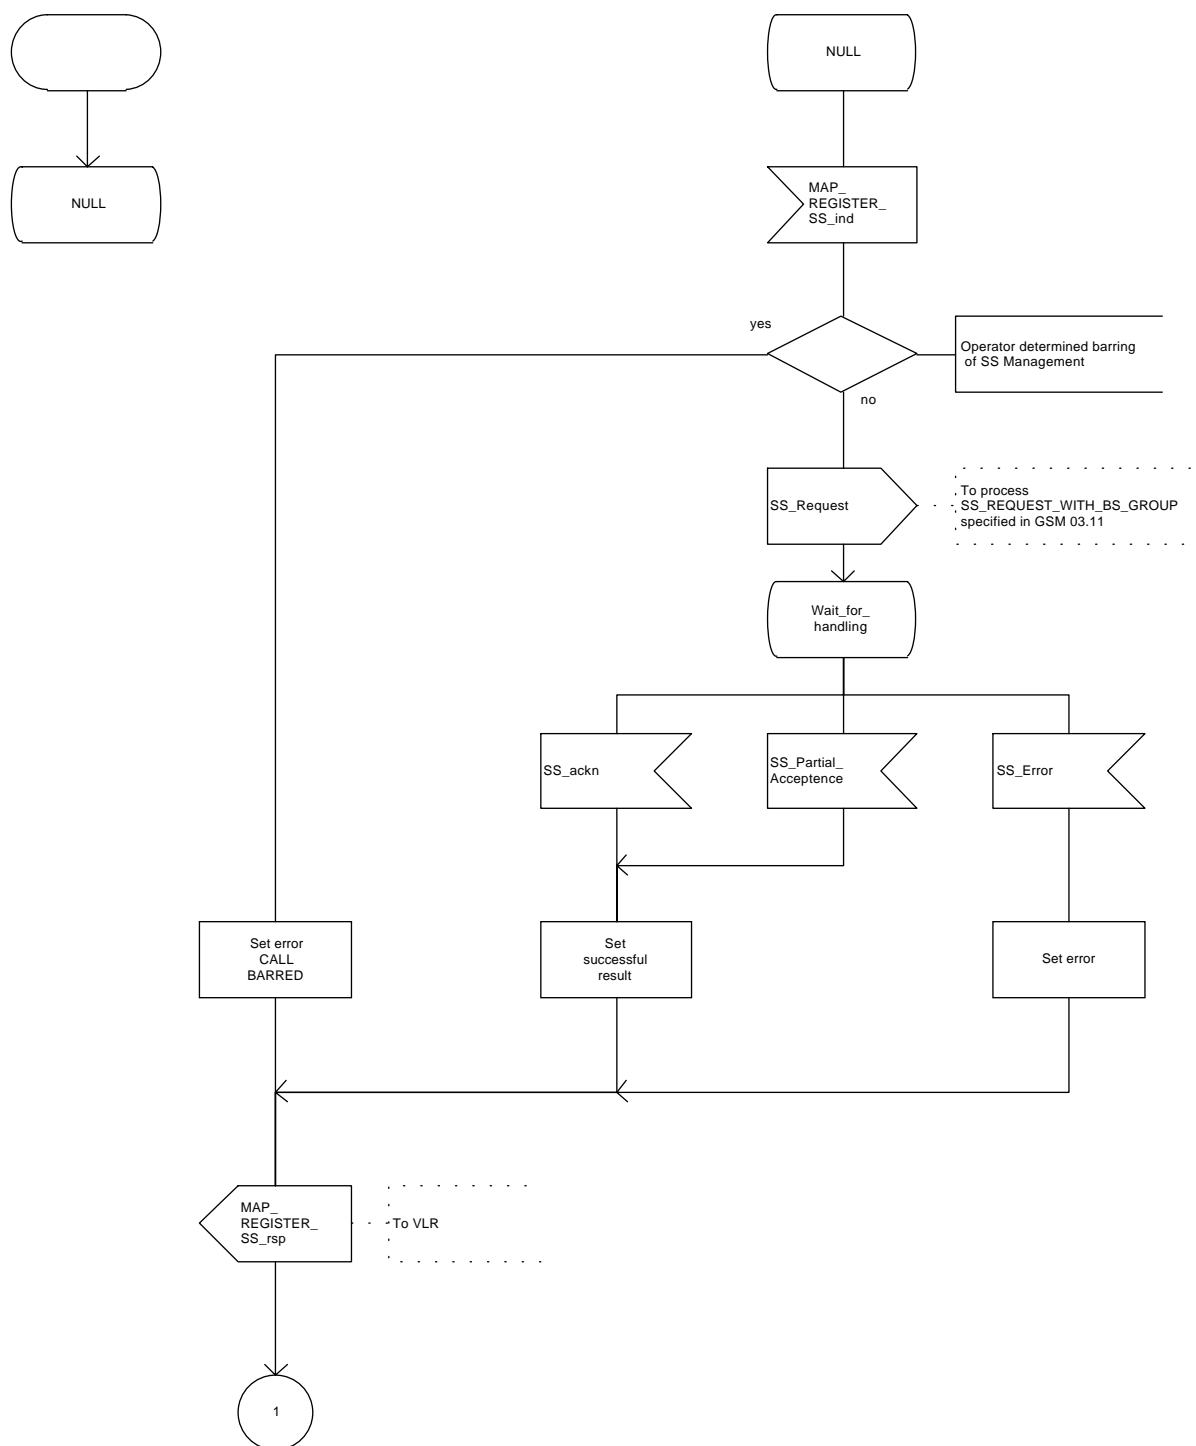 NULL
NULL
MAP_
REGISTER_
SS_ind
yes
Operator determined barring
of SS Management
no
SS_Request
To process
SS_REQUEST_WITH_BS_GROUP
specified in GSM 03.11
Wait_for_
handling
SS_ackn
SS_Partial_
Acceptence
SS_Error
Set error
CALL
BARRED
Set
successful
result
Set error
MAP_
REGISTER_
SS_rsp
To VLR
1